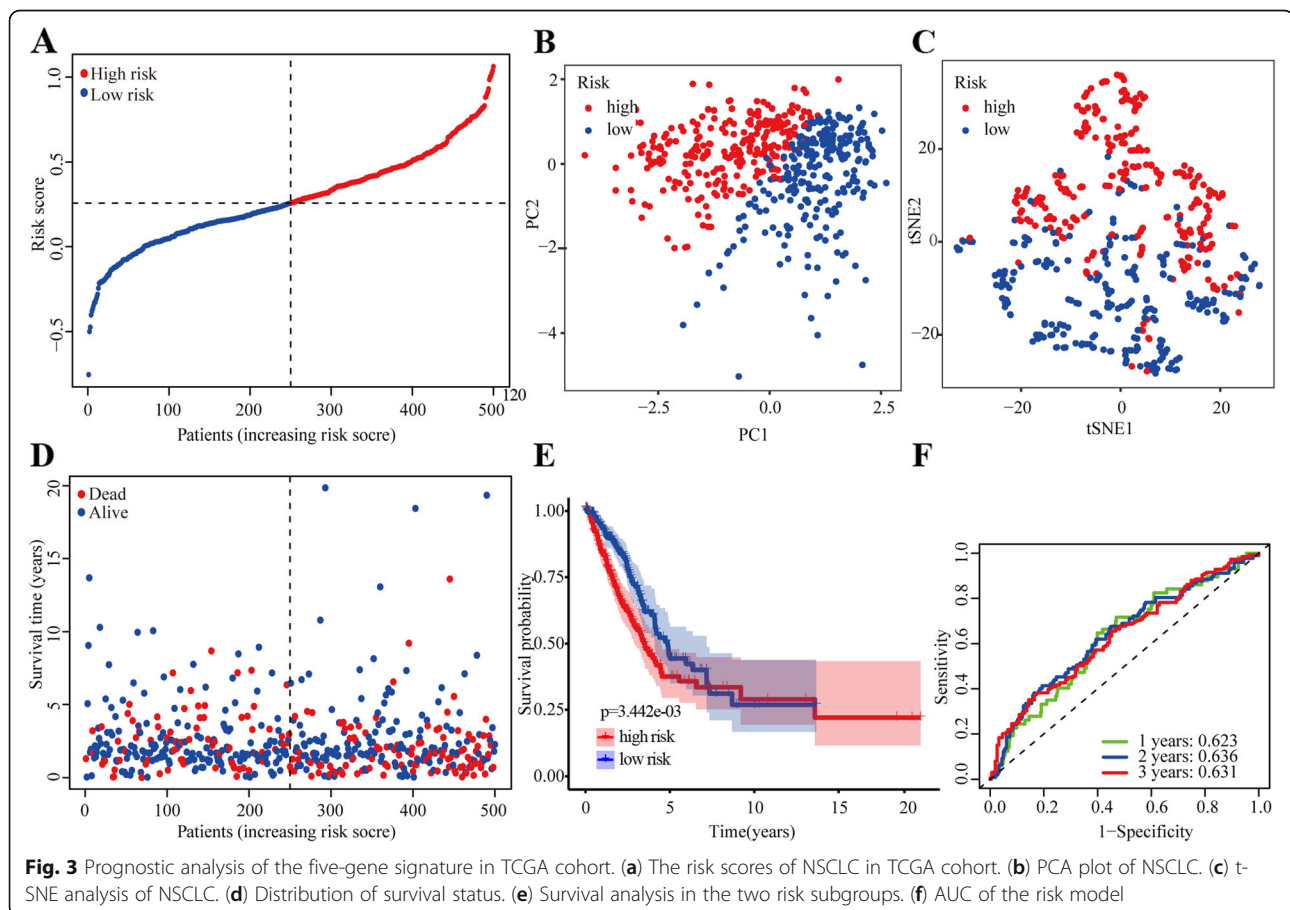 A
High risk
Low risk
1.0
0.5
0.0
−0.5
Risk score
0 100 200 300 400 500
120
Patients (increasing risk socre)
B
Risk
high
low
2
0
−2
−4
PC2
−2.5 0.0 2.5
PC1
C
Risk
high
low
20
0
−20
tSNE2
−20 0 20
tSNE1
D
Dead
Alive
20
15
10
5
0
Survival time (years)
0 100 200 300 400 500
Patients (increasing risk socre)
E
1.00
0.75
0.50
0.25
0.00
Survival probability
p=3.442e-03
high risk
low risk
0 5 10 15 20
Time(years)
F
1.0
0.8
0.6
0.4
0.2
0.0
Sensitivity
1 years: 0.623
2 years: 0.636
3 years: 0.631
0.0 0.2 0.4 0.6 0.8 1.0
1−Specificity
Fig. 3 Prognostic analysis of the five-gene signature in TCGA cohort. (a) The risk scores of NSCLC in TCGA cohort. (b) PCA plot of NSCLC. (c) t-
SNE analysis of NSCLC. (d) Distribution of survival status. (e) Survival analysis in the two risk subgroups. (f) AUC of the risk model